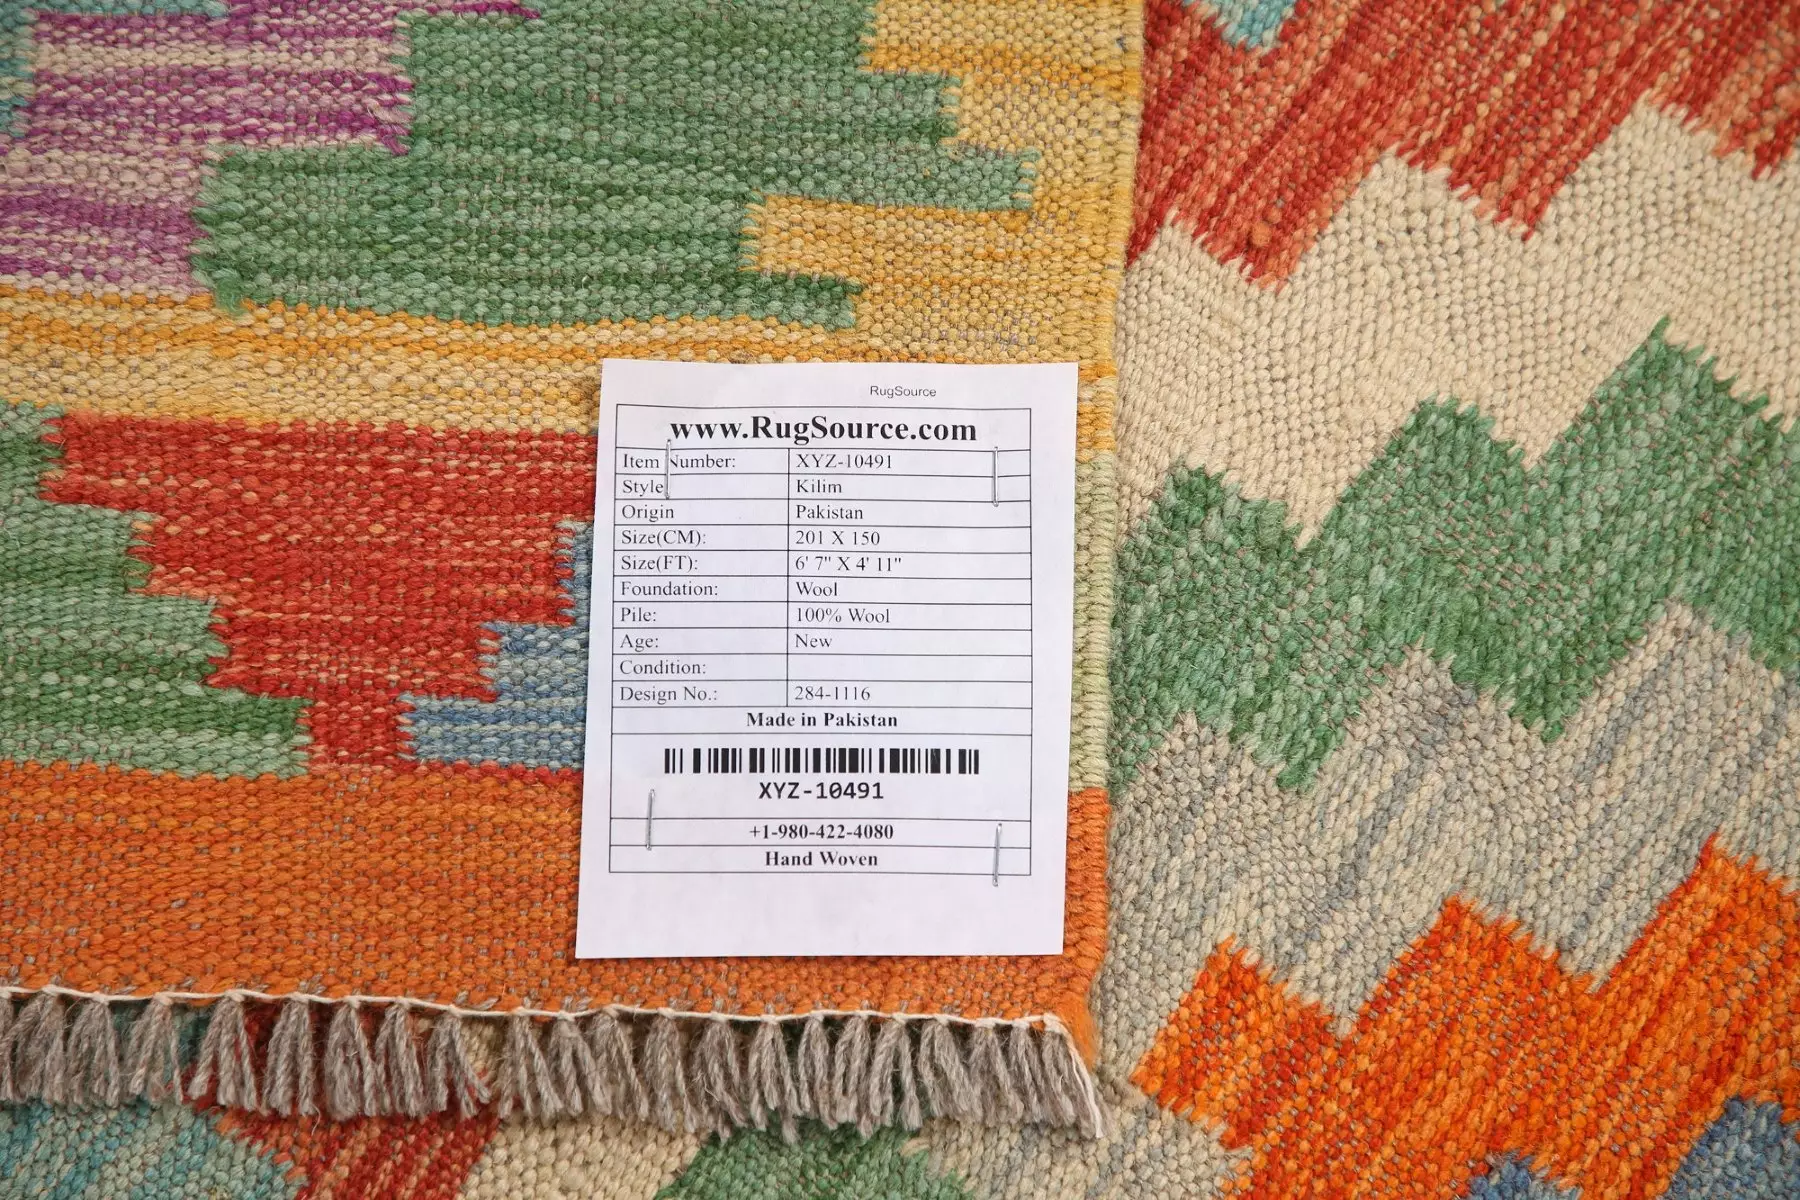 RugSource
www.RugSource.com
Item Number: XYZ-10491
Style Kilim
Origin Pakistan
Size(CM): 201 X 150
Size(FT): 6' 7" X 4' 11"
Foundation: Wool
Pile: 100% Wool
Age: New
Condition:
Design No.: 284-1116
Made in Pakistan
XYZ-10491
+1-980-422-4080
Hand Woven